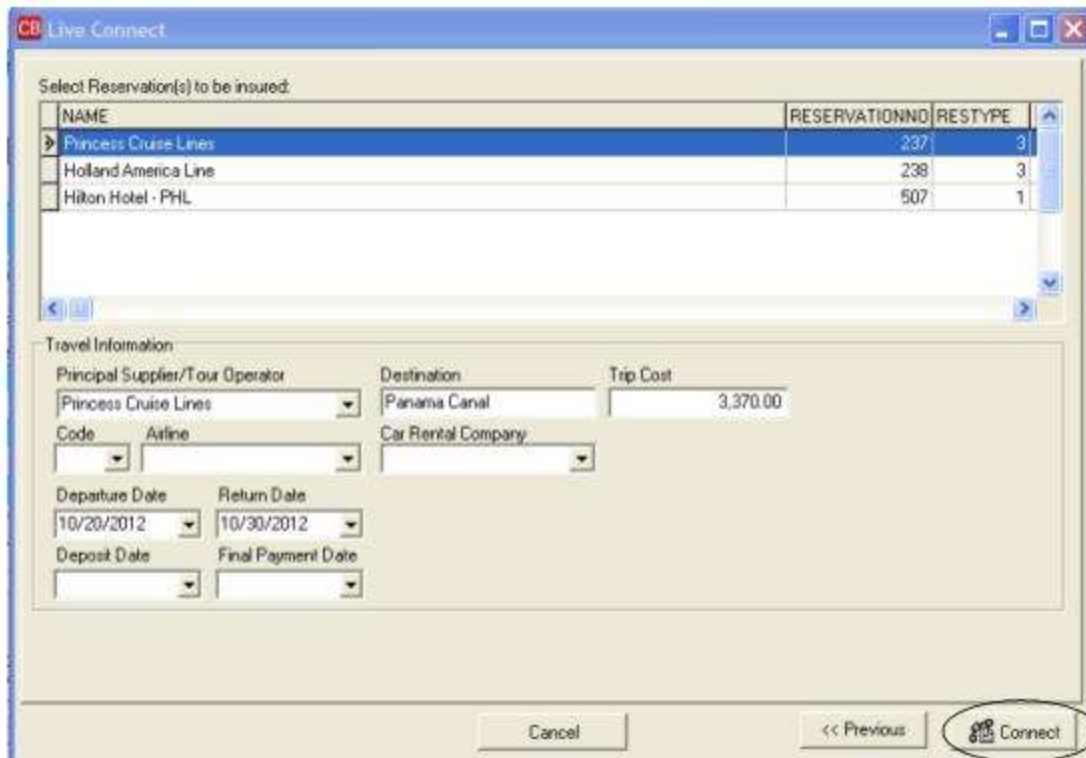 CB Live Connect
Select Reservation(s) to be insured:
NAME RESERVATIONNO RESTYPE
Princess Cruise Lines 237 3
Holland America Line 238 3
Hilton Hotel - PHL 507 1
Travel Information
Principal Supplier/Tour Operator Destination Trip Cost
Princess Cruise Lines Panama Canal 3,370.00
Code Airline Car Rental Company
Departure Date Return Date
10/20/2012 10/30/2012
Deposit Date Final Payment Date
Cancel << Previous Connect